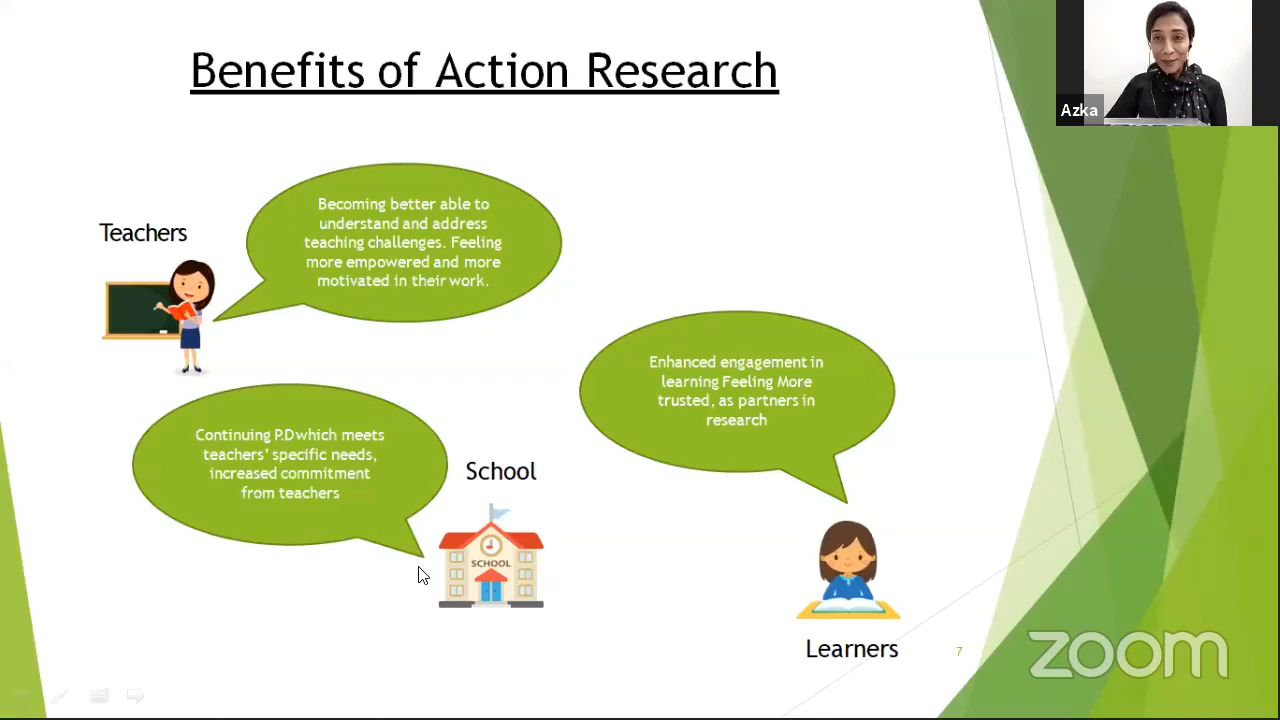 Benefits of Action Research
Azka
Teachers
Becoming better able to
understand and address
teaching challenges. Feeling
more empowered and more
motivated in their work.
Enhanced engagement in
learning Feeling More
trusted, as partners in
research
Continuing P.D which meets
teachers' specific needs,
increased commitment
from teachers
School
SCHOOL
Learners
7
zoom